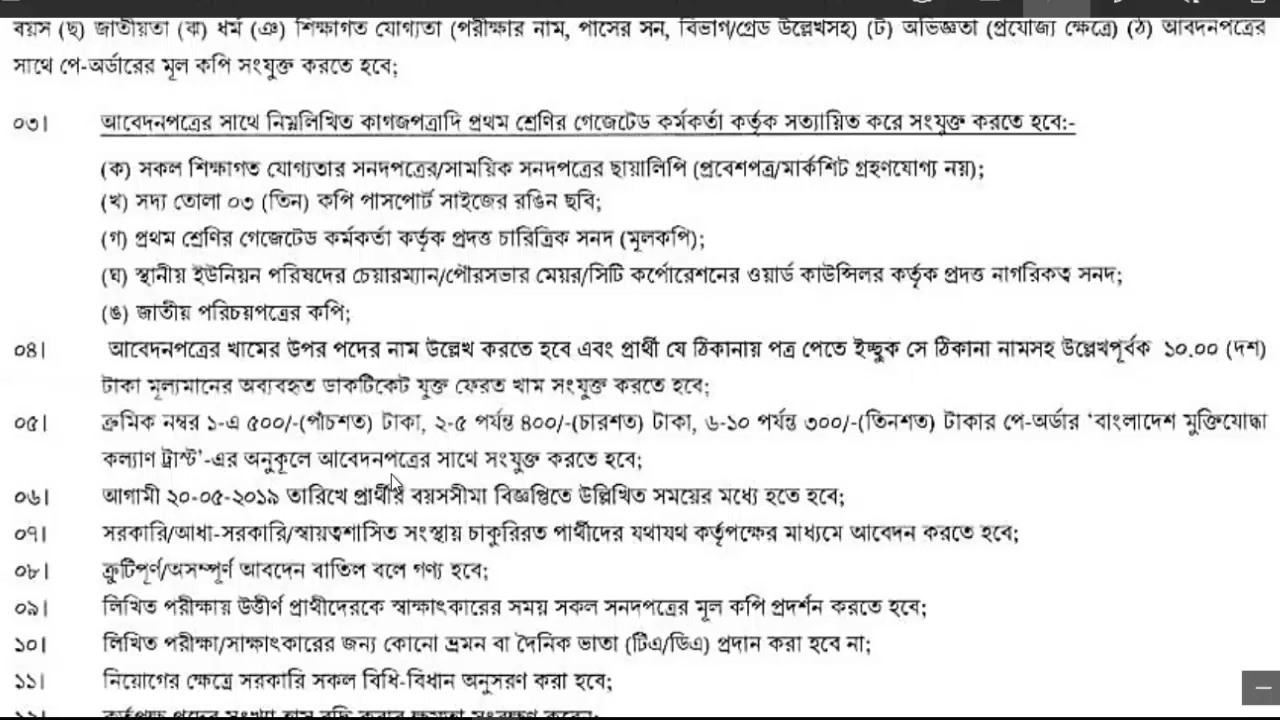 বয়স (ছ) জাতীয়তা (ঝ) ধর্ম (ঞ) শিক্ষাগত যোগ্যতা (পরীক্ষার নাম, পাসের সন, বিভাগ/গ্রেড উল্লেখসহ) (ট) অভিজ্ঞতা (প্রযোজ্য ক্ষেত্রে) (ঠ) আবেদনপত্রের
সাথে পে-অর্ডারের মূল কপি সংযুক্ত করতে হবে;
০৩। আবেদনপত্রের সাথে নিম্নলিখিত কাগজপত্রাদি প্রথম শ্রেণির গেজেটেড কর্মকর্তা কর্তৃক সত্যায়িত করে সংযুক্ত করতে হবে:-
(ক) সকল শিক্ষাগত যোগ্যতার সনদপত্রের/সাময়িক সনদপত্রের ছায়ালিপি (প্রবেশপত্র/মার্কশিট গ্রহণযোগ্য নয়);
(খ) সদ্য তোলা ০৩ (তিন) কপি পাসপোর্ট সাইজের রঙিন ছবি;
(গ) প্রথম শ্রেণির গেজেটেড কর্মকর্তা কর্তৃক প্রদত্ত চারিত্রিক সনদ (মূলকপি);
(ঘ) স্থানীয় ইউনিয়ন পরিষদের চেয়ারম্যান/পৌরসভার মেয়র/সিটি কর্পোরেশনের ওয়ার্ড কাউন্সিলর কর্তৃক প্রদত্ত নাগরিকত্ব সনদ;
(ঙ) জাতীয় পরিচয়পত্রের কপি;
০৪। আবেদনপত্রের খামের উপর পদের নাম উল্লেখ করতে হবে এবং প্রার্থী যে ঠিকানায় পত্র পেতে ইচ্ছুক সে ঠিকানা নামসহ উল্লেখপূর্বক ১০.০০ (দশ)
টাকা মূল্যমানের অব্যবহৃত ডাকটিকেট যুক্ত ফেরত খাম সংযুক্ত করতে হবে;
০৫। ক্রমিক নম্বর ১-এ ৫০০/-(পাঁচশত) টাকা, ২-৫ পর্যন্ত ৪০০/-(চারশত) টাকা, ৬-১০ পর্যন্ত ৩০০/-(তিনশত) টাকার পে-অর্ডার ‘বাংলাদেশ মুক্তিযোদ্ধা
কল্যাণ ট্রাস্ট’-এর অনুকূলে আবেদনপত্রের সাথে সংযুক্ত করতে হবে;
০৬। আগামী ২০-০৫-২০১৯ তারিখে প্রার্থীর বয়সসীমা বিজ্ঞপ্তিতে উল্লিখিত সময়ের মধ্যে হতে হবে;
০৭। সরকারি/আধা-সরকারি/স্বায়ত্বশাসিত সংস্থায় চাকুরিরত পার্থীদের যথাযথ কর্তৃপক্ষের মাধ্যমে আবেদন করতে হবে;
০৮। ত্রুটিপূর্ণ/অসম্পূর্ণ আবদেন বাতিল বলে গণ্য হবে;
০৯। লিখিত পরীক্ষায় উত্তীর্ণ প্রার্থীদেরকে স্বাক্ষাৎকারের সময় সকল সনদপত্রের মূল কপি প্রদর্শন করতে হবে;
১০। লিখিত পরীক্ষা/সাক্ষাৎকারের জন্য কোনো ভ্রমন বা দৈনিক ভাতা (টিএ/ডিএ) প্রদান করা হবে না;
১১। নিয়োগের ক্ষেত্রে সরকারি সকল বিধি-বিধান অনুসরণ করা হবে;